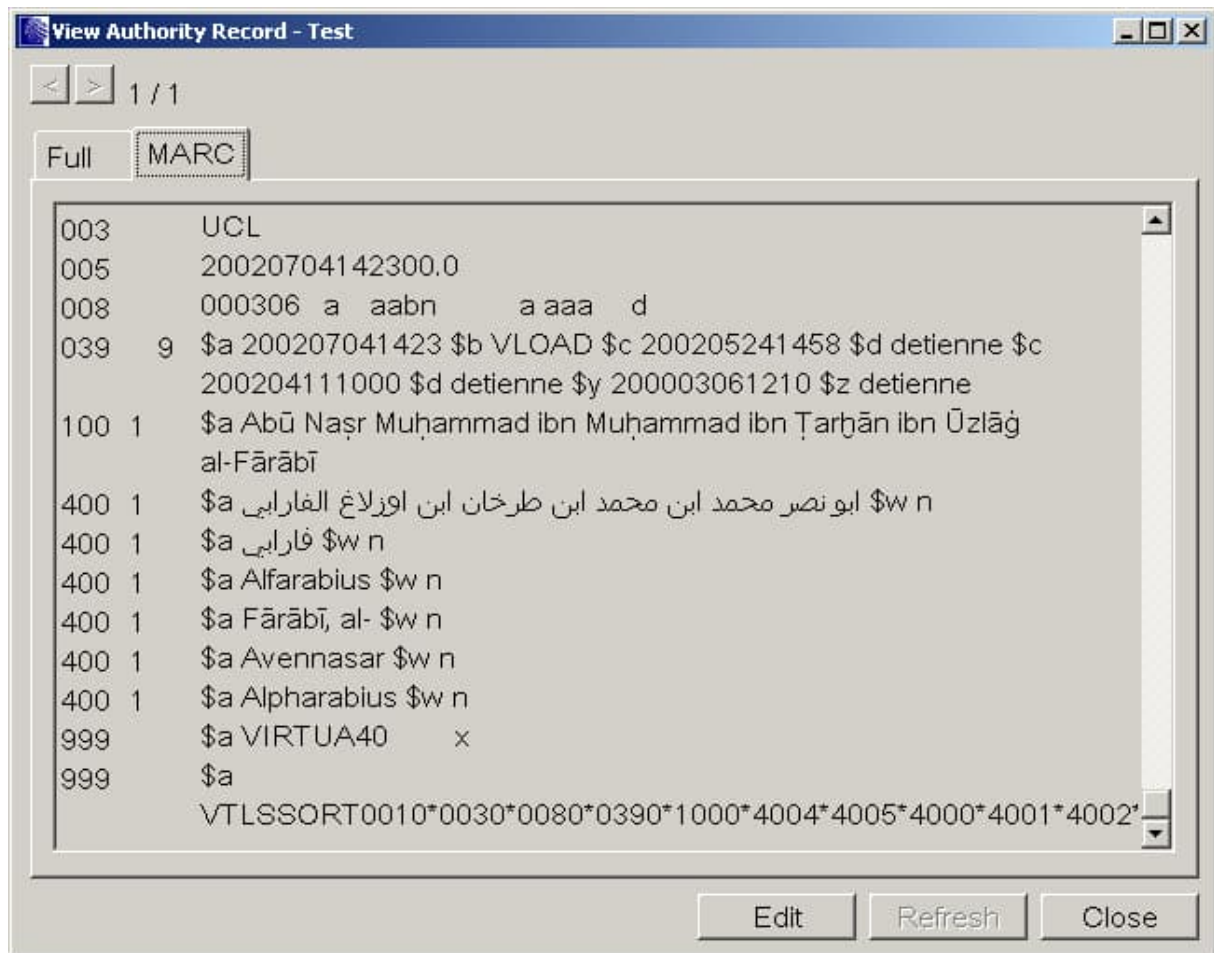 View Authority Record - Test
< > 1 / 1
Full MARC
003 UCL
005 20020704142300.0
008 000306 a aabn a aaa d
039 9 $a 200207041423 $b VLOAD $c 200205241458 $d detienne $c
200204111000 $d detienne $y 200003061210 $z detienne
100 1 $a Abū Naṣr Muḥammad ibn Muḥammad ibn Ṭarḫān ibn Ūzlāġ
al-Fārābī
400 1 $a ابو نصر محمد ابن محمد ابن طرخان ابن اوزلاغ الفارابي $w n
400 1 $a فارابي $w n
400 1 $a Alfarabius $w n
400 1 $a Fārābī, al- $w n
400 1 $a Avennasar $w n
400 1 $a Alpharabius $w n
999 $a VIRTUA40 x
999 $a
VTLSSORT0010*0030*0080*0390*1000*4004*4005*4000*4001*4002*
Edit Refresh Close